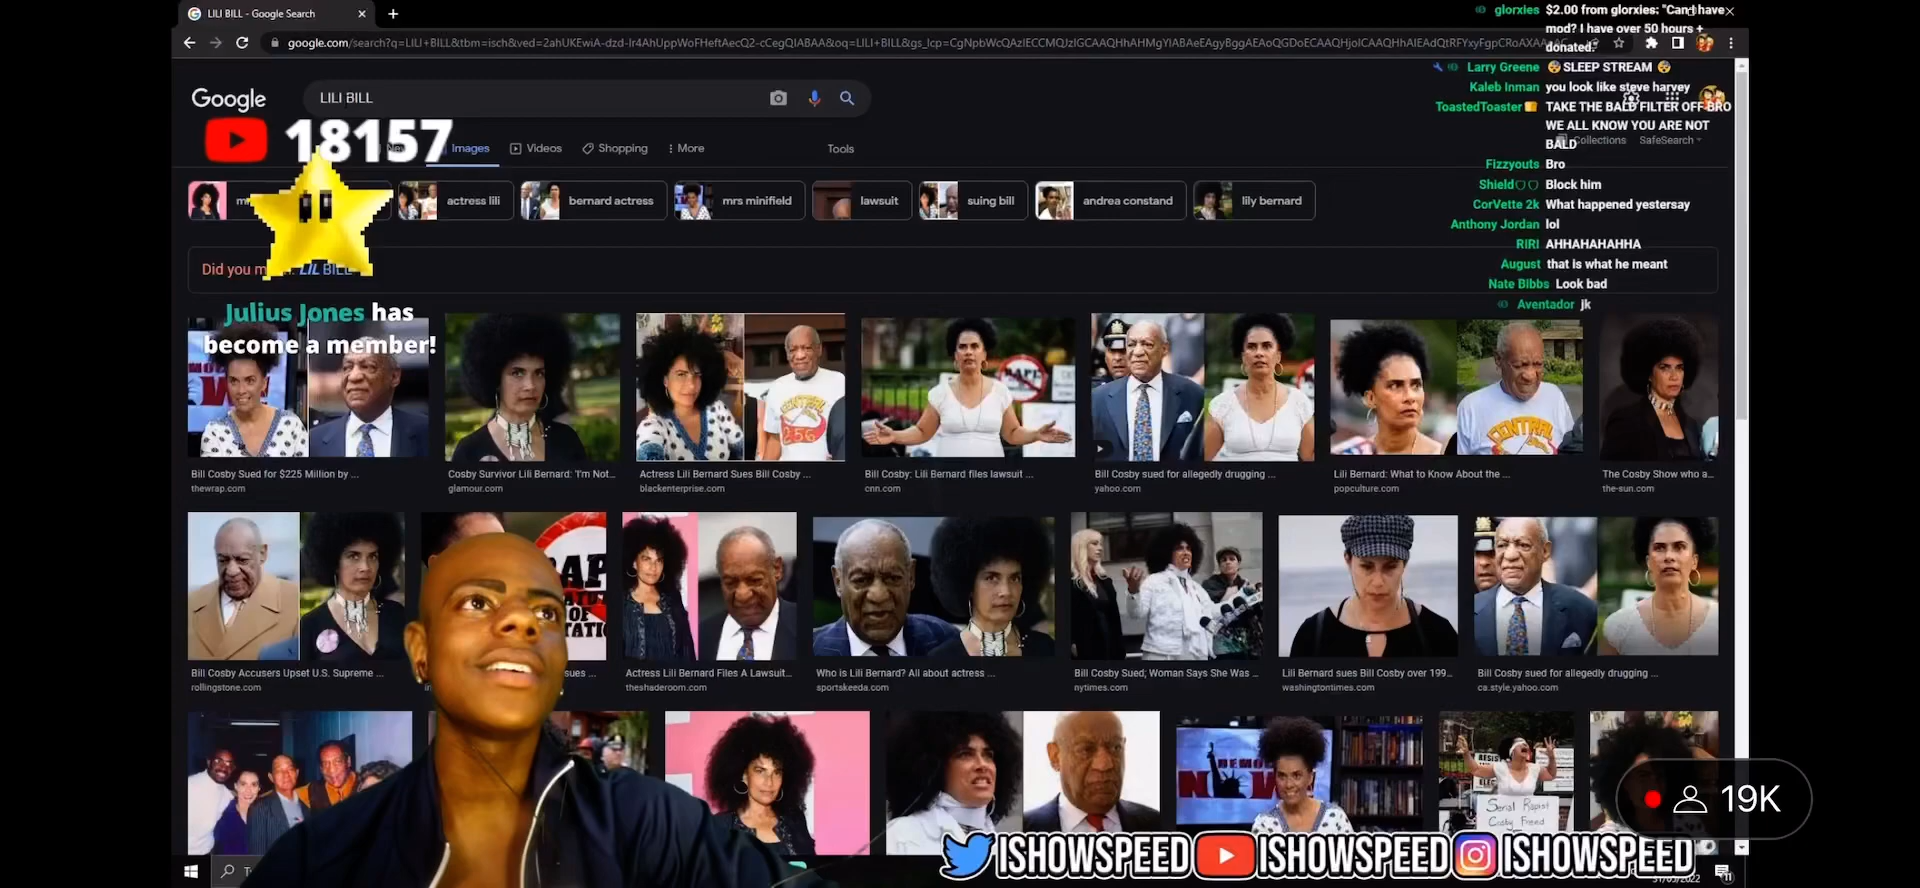 LILI BILL - Google Search
glorxies $2.00 from glorxies: "Can I have
mod? I have over 50 hours +
donated.
Larry Greene SLEEP STREAM
Kaleb Inman you look like steve harvey
ToastedToaster TAKE THE BALD FILTER OFF BRO
WE ALL KNOW YOU ARE NOT
BALD
Fizzyouts Bro
Shield Block him
CorVette 2k What happened yestersay
Anthony Jordan lol
RIRI AHHAHAHAHHA
August that is what he meant
Nate Bibbs Look bad
Aventador jk
Google
LILI BILL
18157
Images
Videos
Shopping
More
Tools
Collections
SafeSearch
actress lili
bernard actress
mrs minifield
lawsuit
suing bill
andrea constand
lily bernard
Did you m
LIL BILL
Julius Jones has
become a member!
Bill Cosby Sued for $225 Million by ...
thewrap.com
Cosby Survivor Lili Bernard: 'I'm Not...
glamour.com
Actress Lili Bernard Sues Bill Cosby ...
blackenterprise.com
Bill Cosby: Lili Bernard files lawsuit ...
cnn.com
Bill Cosby sued for allegedly drugging ...
yahoo.com
Lili Bernard: What to Know About the ...
popculture.com
The Cosby Show who a...
the-sun.com
Bill Cosby Accusers Upset U.S. Supreme ...
rollingstone.com
sues ...
Actress Lili Bernard Files A Lawsuit...
theshaderoom.com
Who is Lili Bernard? All about actress ...
sportskeeda.com
Bill Cosby Sued; Woman Says She Was ...
nytimes.com
Lili Bernard sues Bill Cosby over 199...
washingtontimes.com
Bill Cosby sued for allegedly drugging ...
ca.style.yahoo.com
Serial Rapist
Cosby Freed
19K
ISHOWSPEED
ISHOWSPEED
ISHOWSPEED